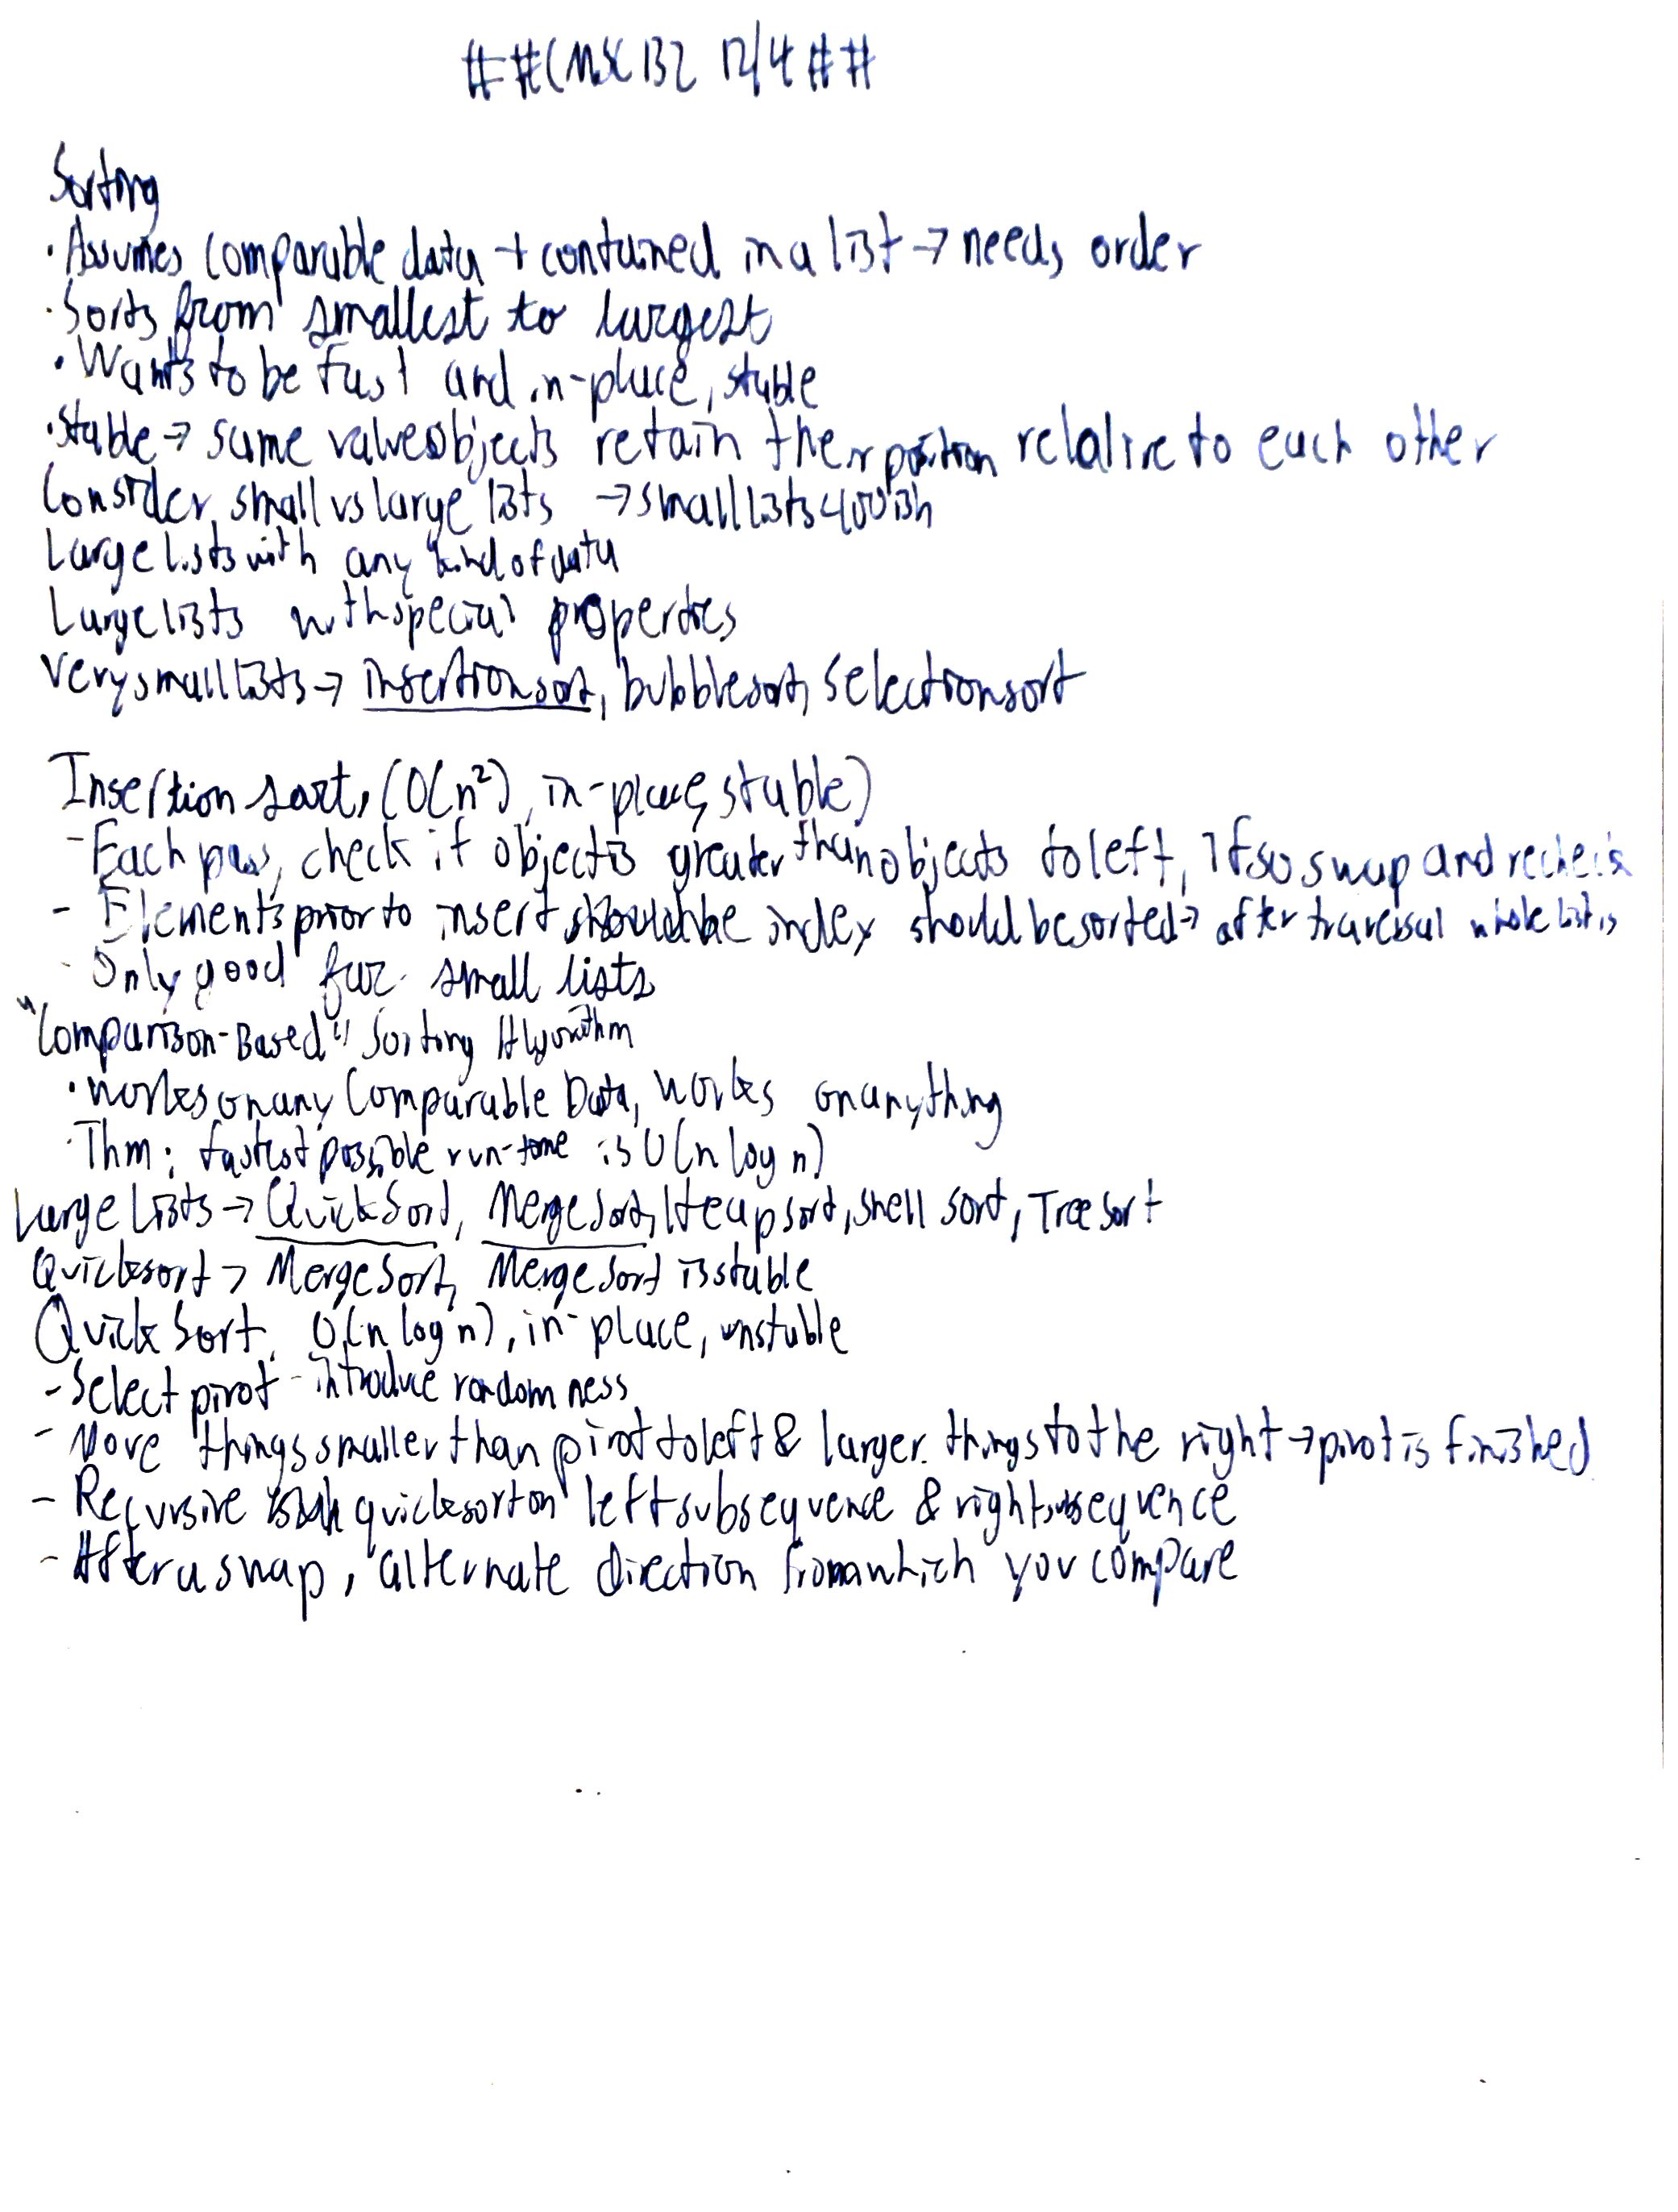 ##CMSC 132 12/4##
Sorting
· Assumes comparable data + contained in a list → needs order
· Sorts from smallest to largest
· Wants to be fast and in-place, stable
· Stable → same value objects retain their position relative to each other
Consider small vs large lists → small lists <100ish
Large lists with any kind of data
Large lists with special properties
Very small lists → insertion sort, bubble sort, selection sort
Insertion sort, (O(n²), in-place, stable)
- Each pass, check if object is greater than objects to left, If so swap and recheck
- Elements prior to insert index should be sorted → after traversal whole list is
- Only good for small lists
"Comparison-Based" Sorting Algorithm
· Works on any Comparable Data, works on anything
· Thm: fastest possible run-time is O(n log n)
Large Lists → QuickSort, MergeSort, Heapsort, Shell sort, Tree Sort
Quicksort > MergeSort, MergeSort is stable
QuickSort. O(n log n), in-place, unstable
- Select pivot - introduce randomness
- Move things smaller than pivot to left & larger things to the right → pivot is finished
- Recursive quicksort on left subsequence & right subsequence
- After a swap, alternate direction from which you compare